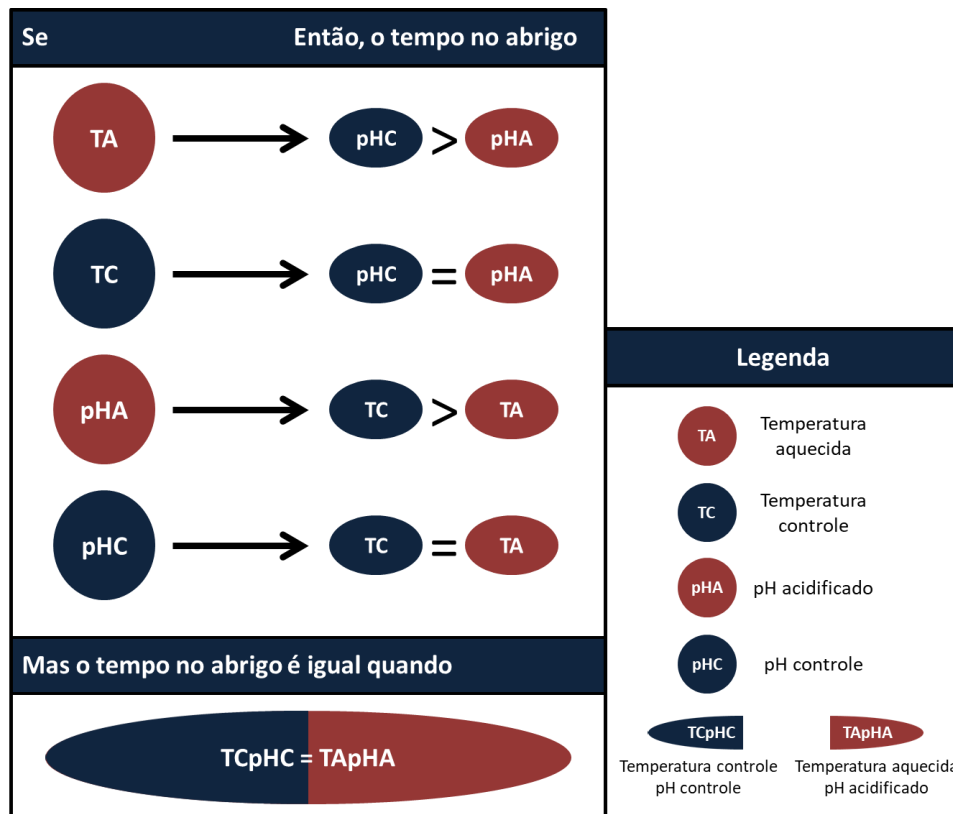 Se Então, o tempo no abrigo
TA pHC > pHA
TC pHC = pHA
pHA TC > TA
pHC TC = TA
Mas o tempo no abrigo é igual quando
TCpHC = TApHA
Legenda
TA Temperatura
aquecida
TC Temperatura
controle
pHA pH acidificado
pHC pH controle
TCpHC TApHA
Temperatura controle Temperatura aquecida
pH controle pH acidificado